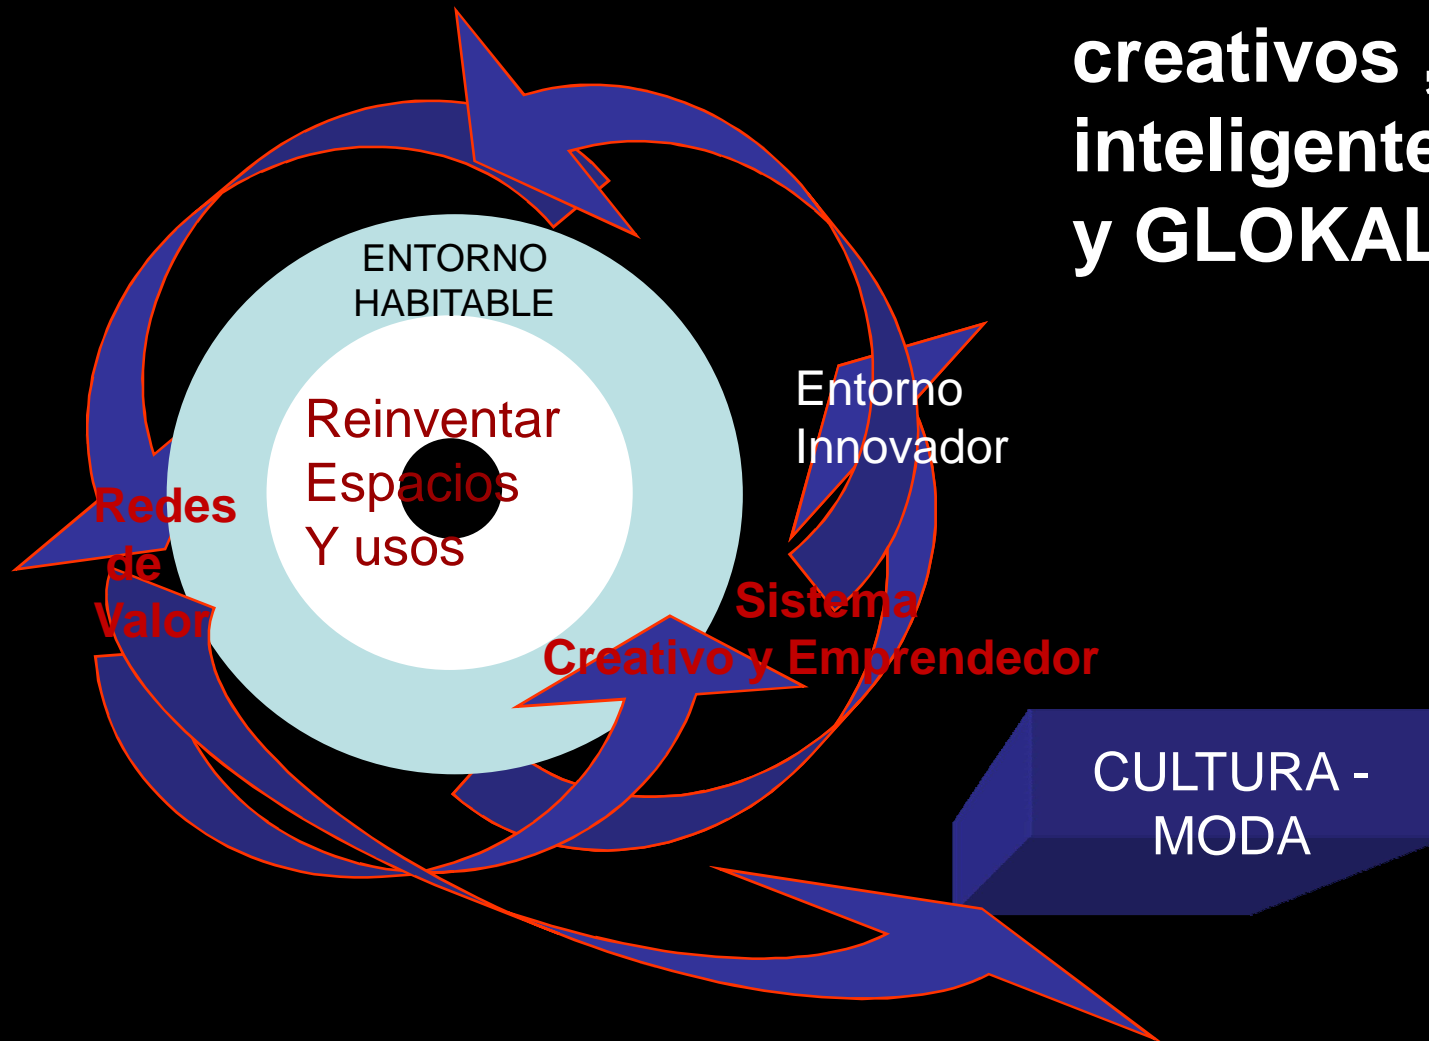 creativos ,
inteligente
y GLOKAL
ENTORNO
HABITABLE
Reinventar
Espacios
Y usos
Entorno
Innovador
Redes
de
Valor
Sistema
Creativo y Emprendedor
CULTURA -
MODA